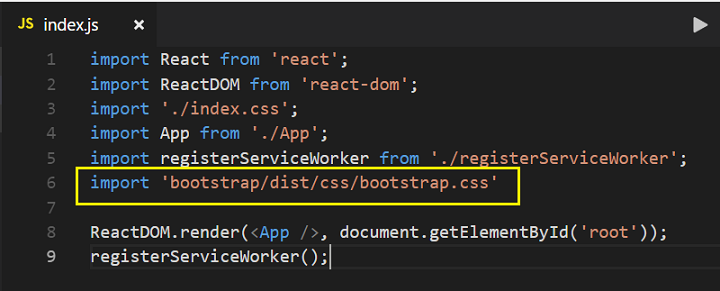 JS index.js ×
1 import React from 'react';
2 import ReactDOM from 'react-dom';
3 import './index.css';
4 import App from './App';
5 import registerServiceWorker from './registerServiceWorker';
6 import 'bootstrap/dist/css/bootstrap.css'
7
8 ReactDOM.render(<App />, document.getElementById('root'));
9 registerServiceWorker();